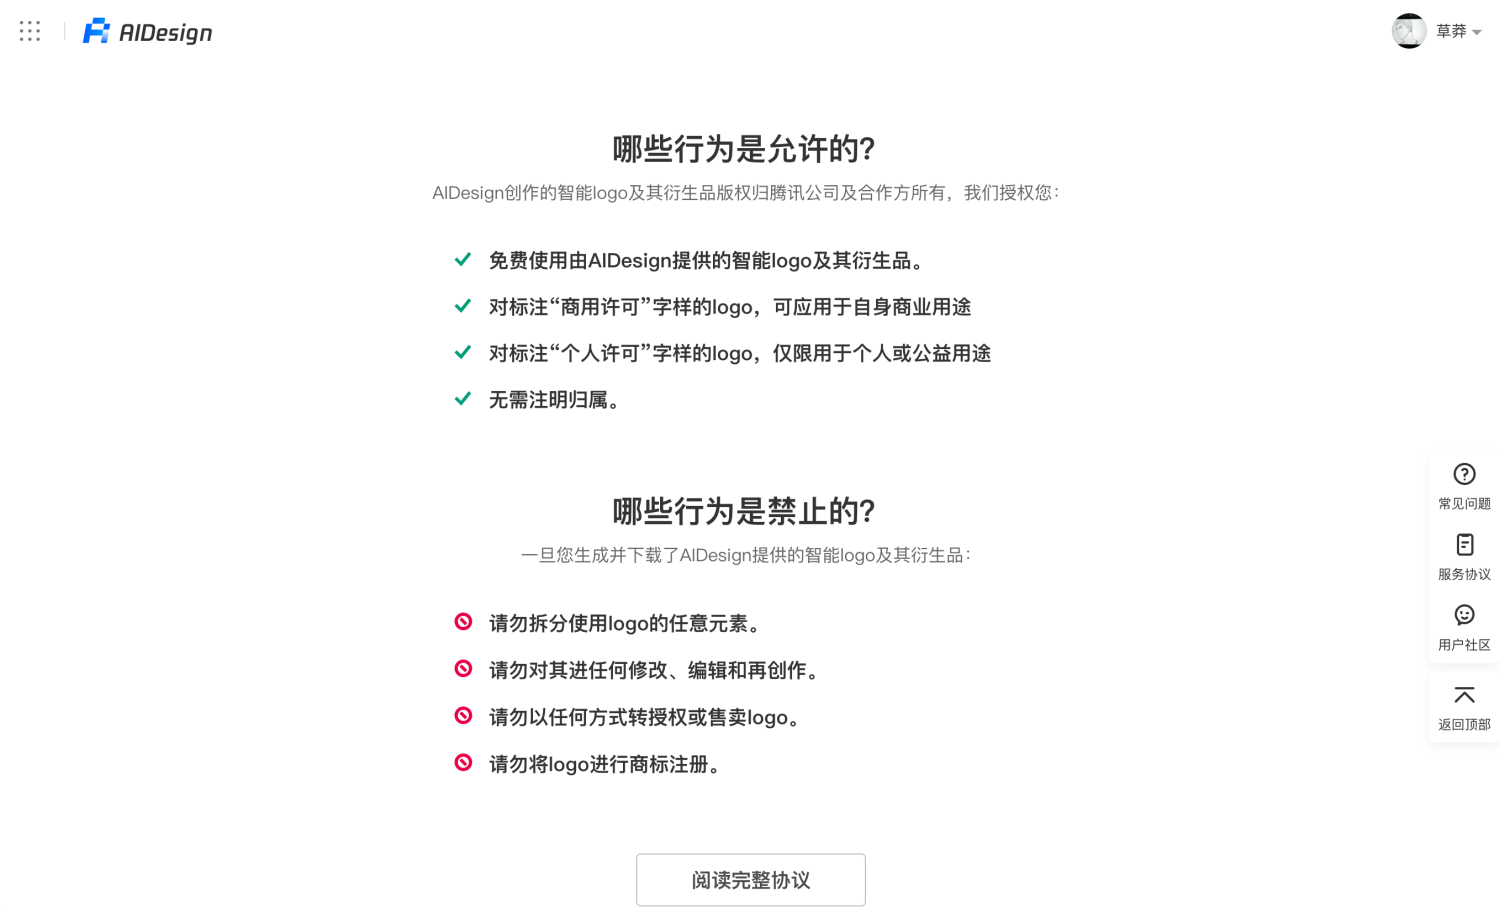 AIDesign
草莽
哪些行为是允许的?
AIDesign创作的智能logo及其衍生品版权归腾讯公司及合作方所有，我们授权您：
免费使用由AIDesign提供的智能logo及其衍生品。
对标注“商用许可”字样的logo，可应用于自身商业用途
对标注“个人许可”字样的logo，仅限用于个人或公益用途
无需注明归属。
哪些行为是禁止的?
一旦您生成并下载了AIDesign提供的智能logo及其衍生品：
请勿拆分使用logo的任意元素。
请勿对其进任何修改、编辑和再创作。
请勿以任何方式转授权或售卖logo。
请勿将logo进行商标注册。
阅读完整协议
常见问题
服务协议
用户社区
返回顶部